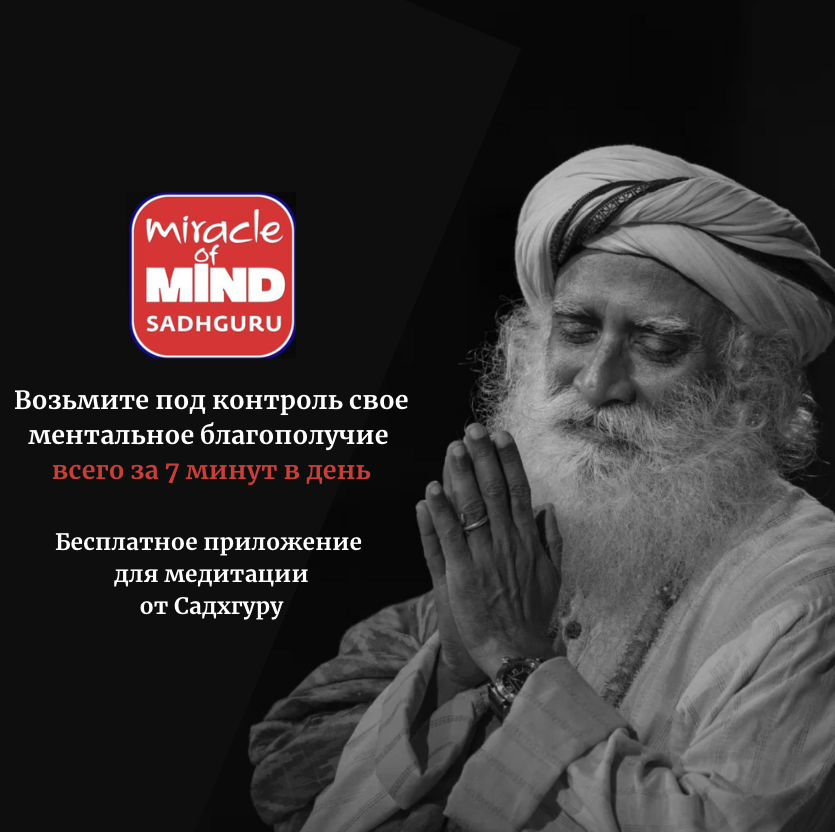 miracle
of
MIND
SADHGURU
Возьмите под контроль свое
ментальное благополучие
всего за 7 минут в день
Бесплатное приложение
для медитации
от Садхгуру